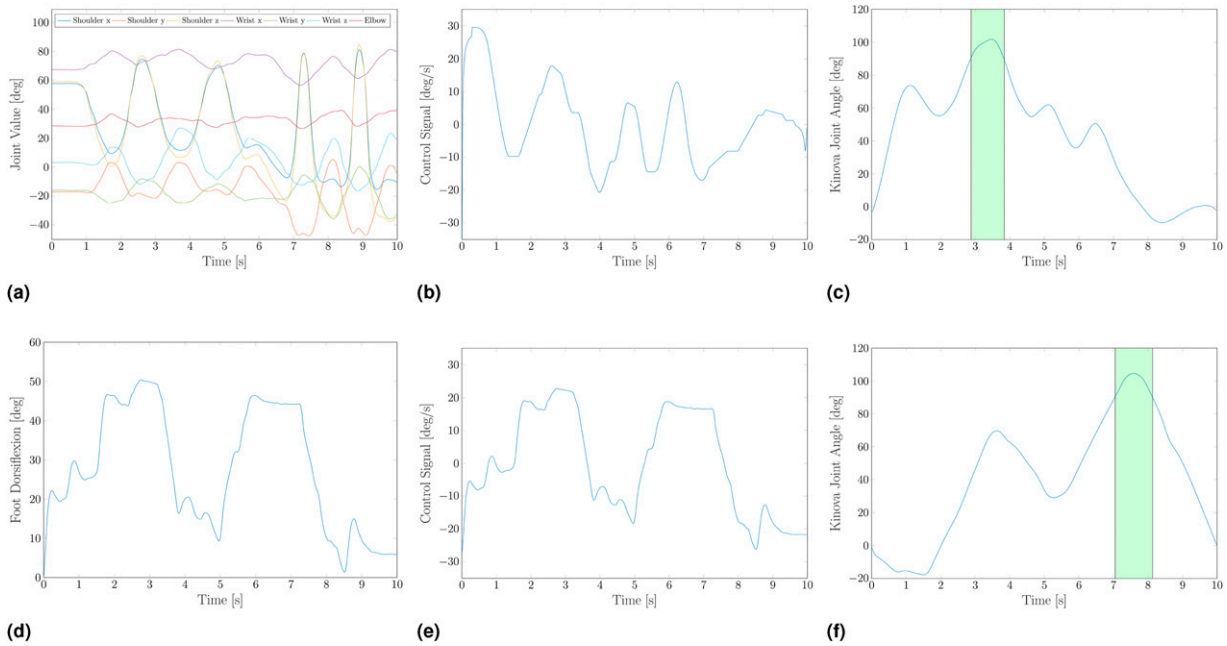 Shoulder x Shoulder y Shoulder z Wrist x Wrist y Wrist z Elbow
100
80
60
40
20
0
−20
−40
Joint Value [deg]
0 1 2 3 4 5 6 7 8 9 10
Time [s]
(a)
30
20
10
0
−10
−20
−30
Control Signal [deg/s]
0 1 2 3 4 5 6 7 8 9 10
Time [s]
(b)
120
100
80
60
40
20
0
−20
Kinova Joint Angle [deg]
0 1 2 3 4 5 6 7 8 9 10
Time [s]
(c)
60
50
40
30
20
10
0
Foot Dorsiflexion [deg]
0 1 2 3 4 5 6 7 8 9 10
Time [s]
(d)
30
20
10
0
−10
−20
−30
Control Signal [deg/s]
0 1 2 3 4 5 6 7 8 9 10
Time [s]
(e)
120
100
80
60
40
20
0
−20
Kinova Joint Angle [deg]
0 1 2 3 4 5 6 7 8 9 10
Time [s]
(f)